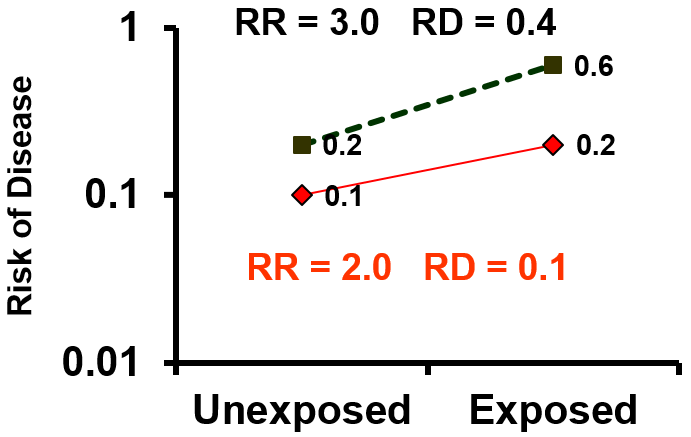 1
RR = 3.0 RD = 0.4
0.6
0.2
0.2
0.1
0.1
RR = 2.0 RD = 0.1
0.01
Unexposed Exposed
Risk of Disease